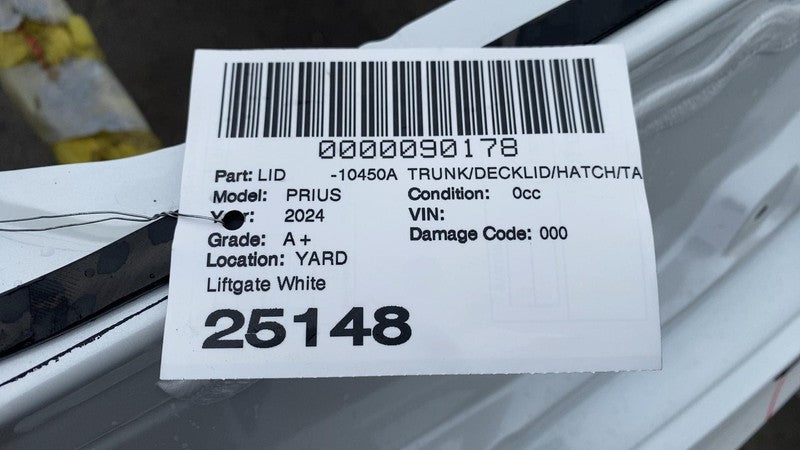 0000090178
Part: LID -10450A TRUNK/DECKLID/HATCH/TA
Model: PRIUS Condition: 0cc
2024 VIN:
Grade: A+ Damage Code: 000
Location: YARD
Liftgate White
25148